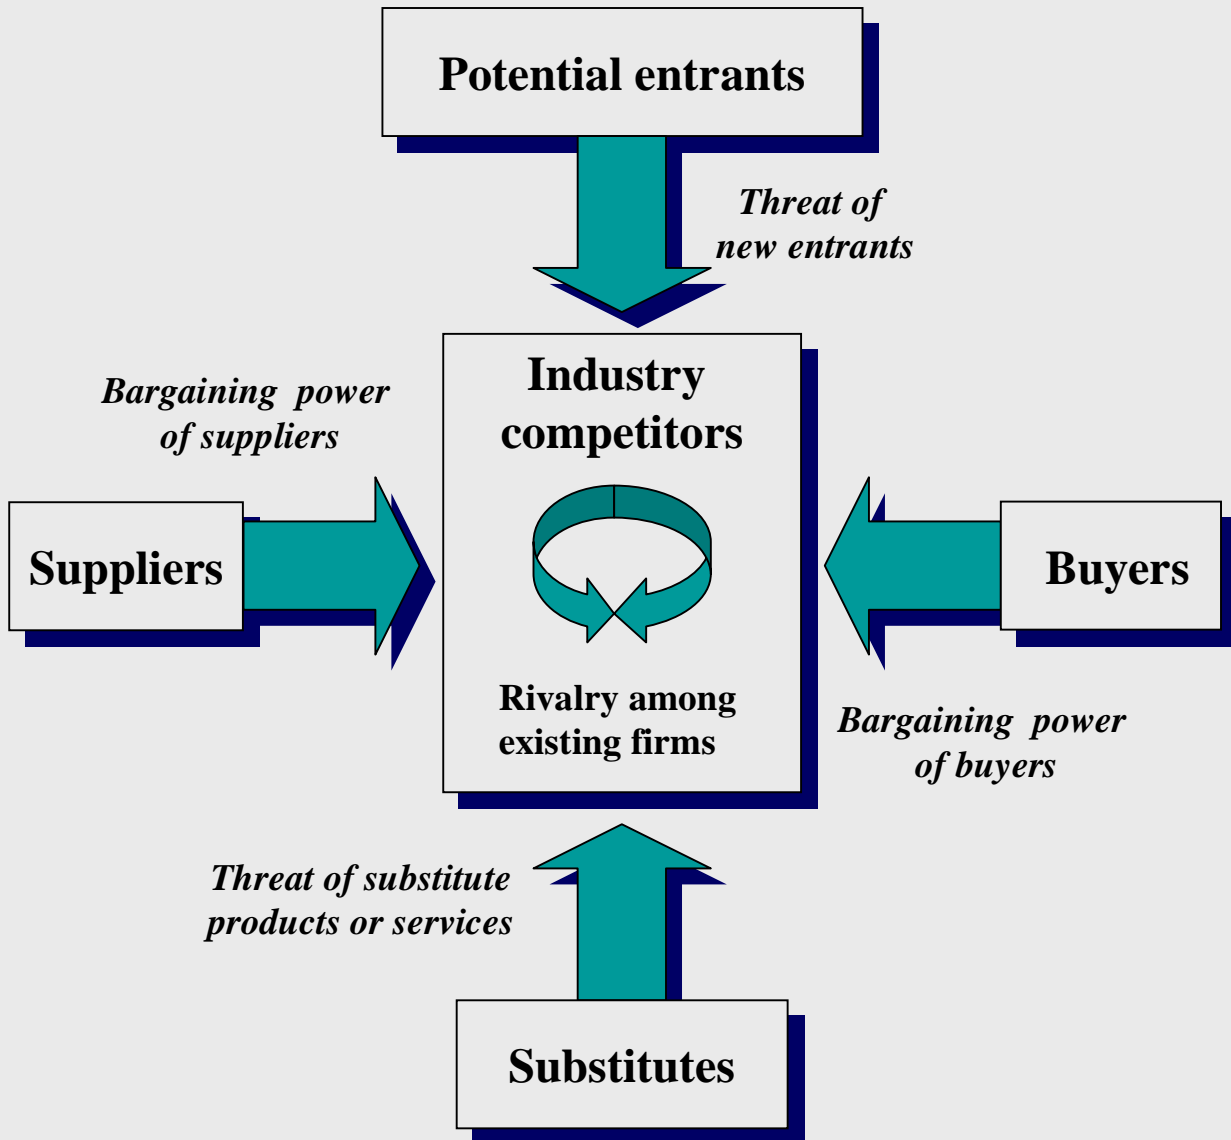 Potential entrants
Threat of
new entrants
Industry
competitors
Bargaining power
of suppliers
Suppliers
Buyers
Rivalry among
existing firms
Bargaining power
of buyers
Threat of substitute
products or services
Substitutes